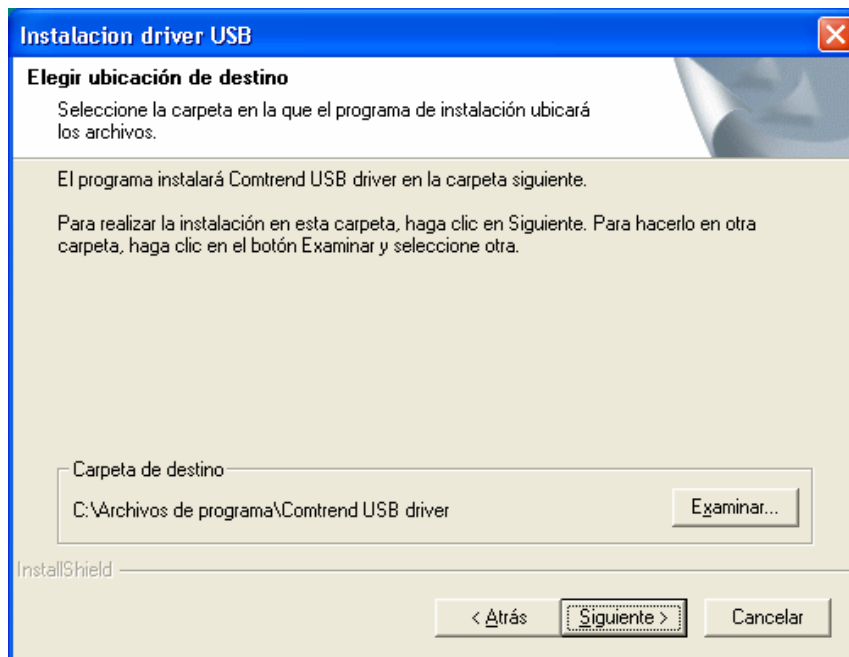 Instalacion driver USB
Elegir ubicación de destino
Seleccione la carpeta en la que el programa de instalación ubicará
los archivos.
El programa instalará Comtrend USB driver en la carpeta siguiente.
Para realizar la instalación en esta carpeta, haga clic en Siguiente. Para hacerlo en otra
carpeta, haga clic en el botón Examinar y seleccione otra.
Carpeta de destino
C:\Archivos de programa\Comtrend USB driver
Examinar...
InstallShield
< Atrás
Siguiente >
Cancelar